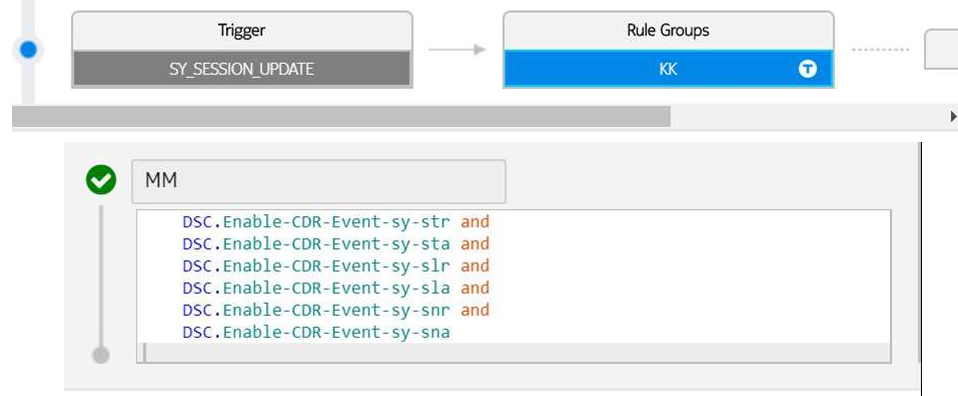 Trigger
SY_SESSION_UPDATE
Rule Groups
KK
T
MM
DSC.Enable-CDR-Event-sy-str and
DSC.Enable-CDR-Event-sy-sta and
DSC.Enable-CDR-Event-sy-slr and
DSC.Enable-CDR-Event-sy-sla and
DSC.Enable-CDR-Event-sy-snr and
DSC.Enable-CDR-Event-sy-sna